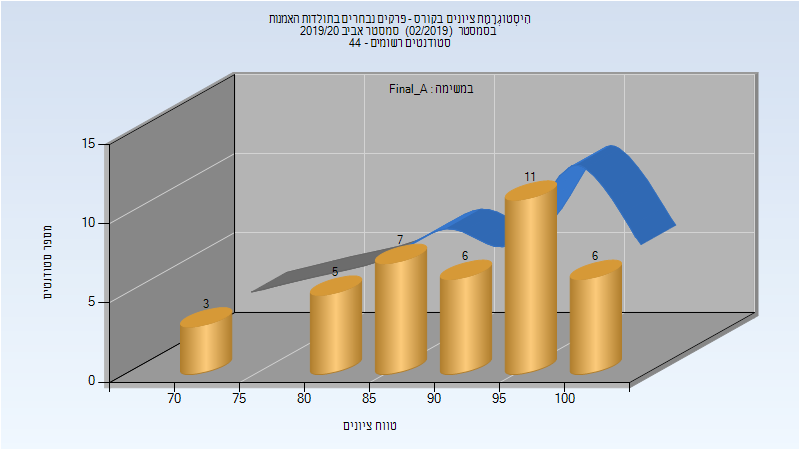 היסטוגרמת ציונים בקורס - פרקים נבחרים בתולדות האמנות
בסמסטר (02/2019) סמסטר אביב 2019/20
סטודנטים רשומים - 44
במשימה : Final_A
15
10
5
0
מספר סטודנטים
3
5
7
6
11
6
70
75
80
85
90
95
100
טווח ציונים